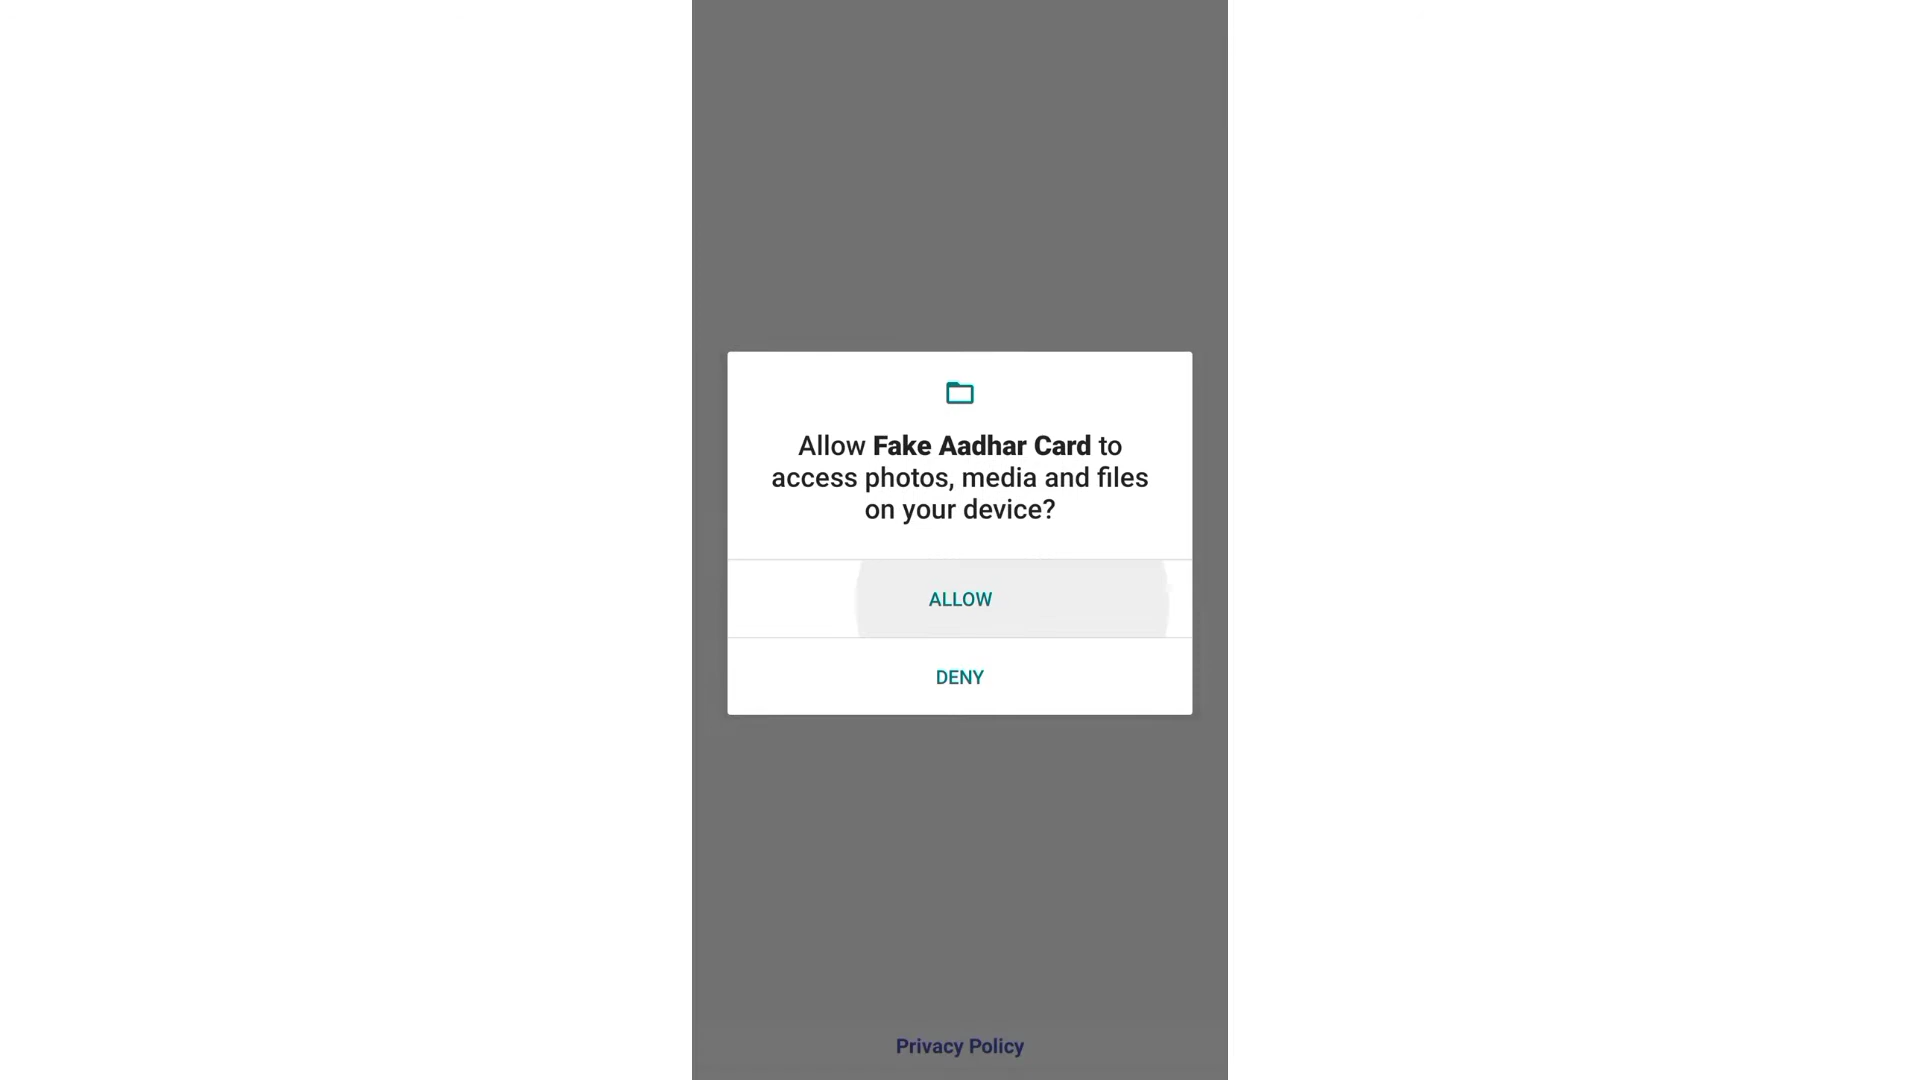 Allow Fake Aadhar Card to
access photos, media and files
on your device?
ALLOW
DENY
Privacy Policy